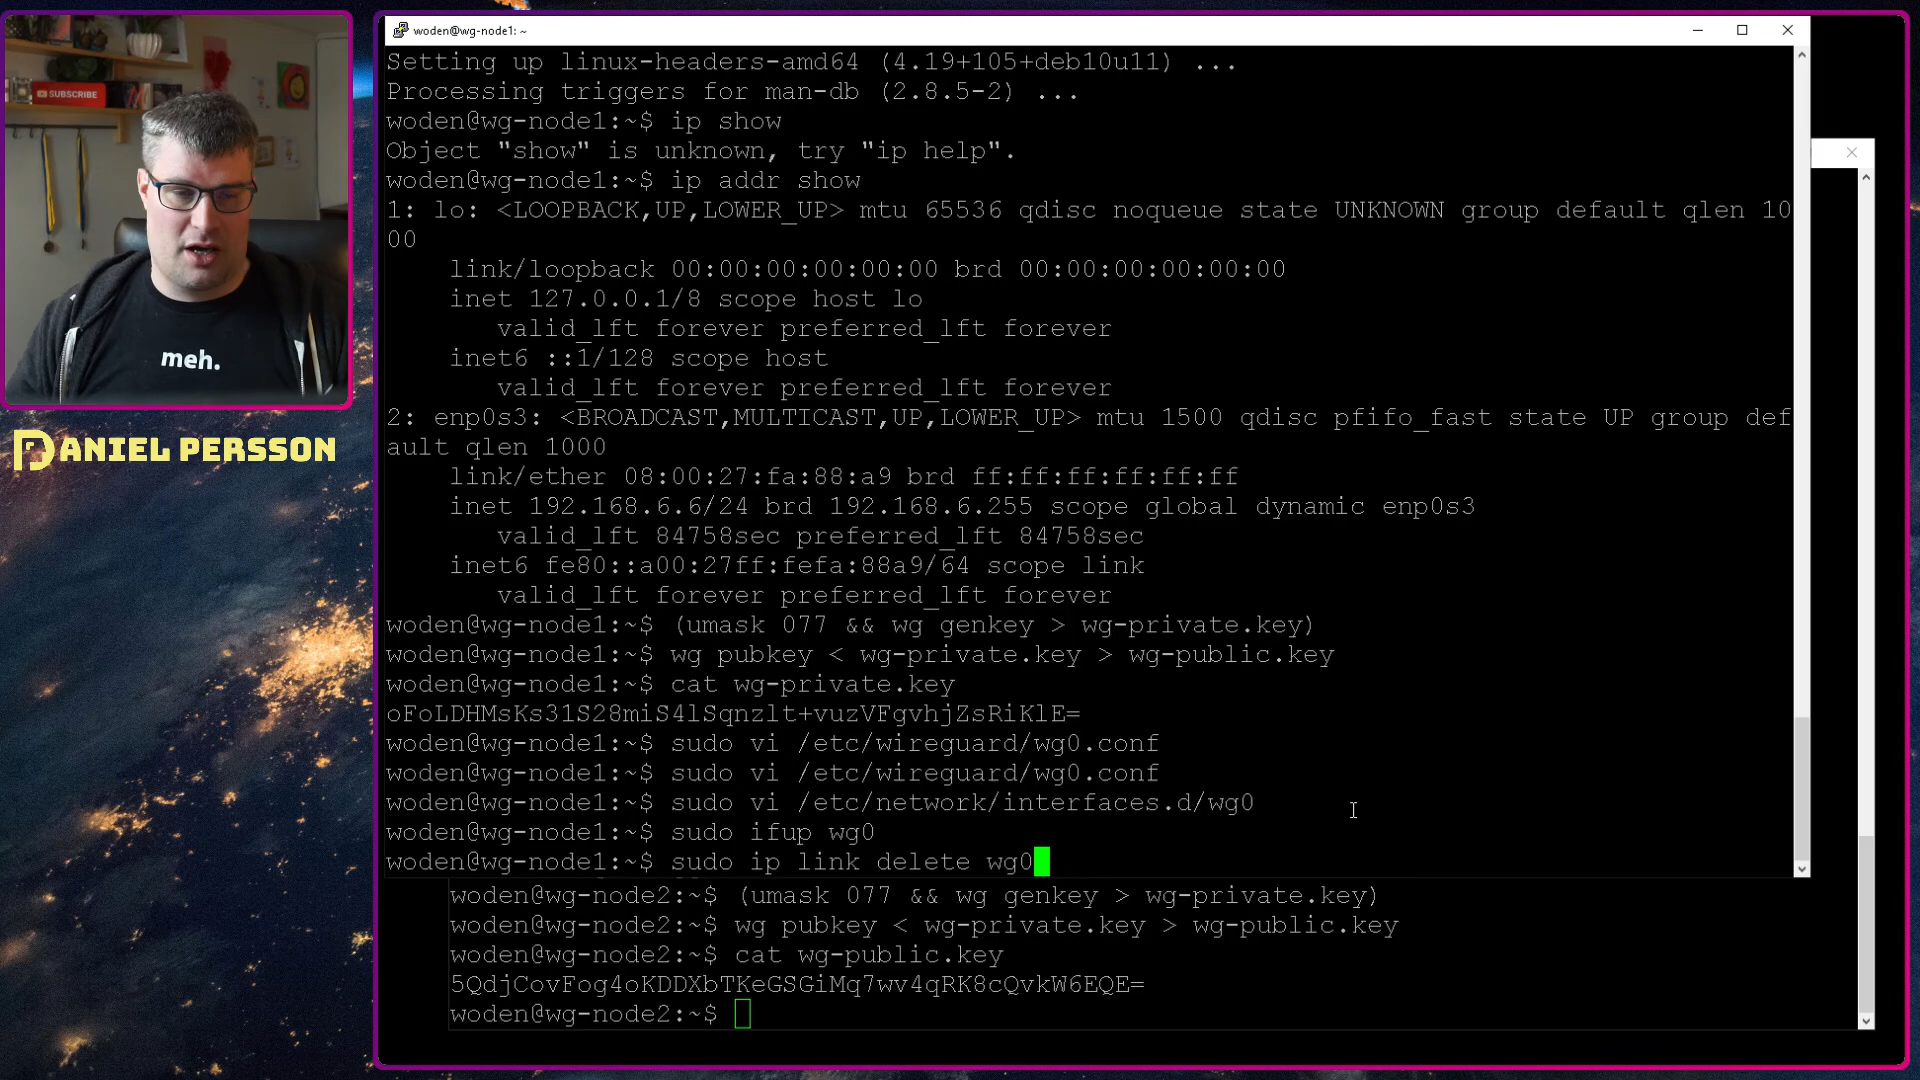 SUBSCRIBE
meh.
DANIEL PERSSON
woden@wg-node1: ~
Setting up linux-headers-amd64 (4.19+105+deb10u11) ...
Processing triggers for man-db (2.8.5-2) ...
woden@wg-node1:~$ ip show
Object "show" is unknown, try "ip help".
woden@wg-node1:~$ ip addr show
1: lo: <LOOPBACK,UP,LOWER_UP> mtu 65536 qdisc noqueue state UNKNOWN group default qlen 10
00
link/loopback 00:00:00:00:00:00 brd 00:00:00:00:00:00
inet 127.0.0.1/8 scope host lo
valid_lft forever preferred_lft forever
inet6 ::1/128 scope host
valid_lft forever preferred_lft forever
2: enp0s3: <BROADCAST,MULTICAST,UP,LOWER_UP> mtu 1500 qdisc pfifo_fast state UP group def
ault qlen 1000
link/ether 08:00:27:fa:88:a9 brd ff:ff:ff:ff:ff:ff
inet 192.168.6.6/24 brd 192.168.6.255 scope global dynamic enp0s3
valid_lft 84758sec preferred_lft 84758sec
inet6 fe80::a00:27ff:fefa:88a9/64 scope link
valid_lft forever preferred_lft forever
woden@wg-node1:~$ (umask 077 && wg genkey > wg-private.key)
woden@wg-node1:~$ wg pubkey < wg-private.key > wg-public.key
woden@wg-node1:~$ cat wg-private.key
oFoLDHMsKs31S28miS4lSqnzlt+vuzVFgvhjZsRiKlE=
woden@wg-node1:~$ sudo vi /etc/wireguard/wg0.conf
woden@wg-node1:~$ sudo vi /etc/wireguard/wg0.conf
woden@wg-node1:~$ sudo vi /etc/network/interfaces.d/wg0
woden@wg-node1:~$ sudo ifup wg0
woden@wg-node1:~$ sudo ip link delete wg0
woden@wg-node2:~$ (umask 077 && wg genkey > wg-private.key)
woden@wg-node2:~$ wg pubkey < wg-private.key > wg-public.key
woden@wg-node2:~$ cat wg-public.key
5QdjCovFog4oKDDXbTKeGSGiMq7wv4qRK8cQvkW6EQE=
woden@wg-node2:~$